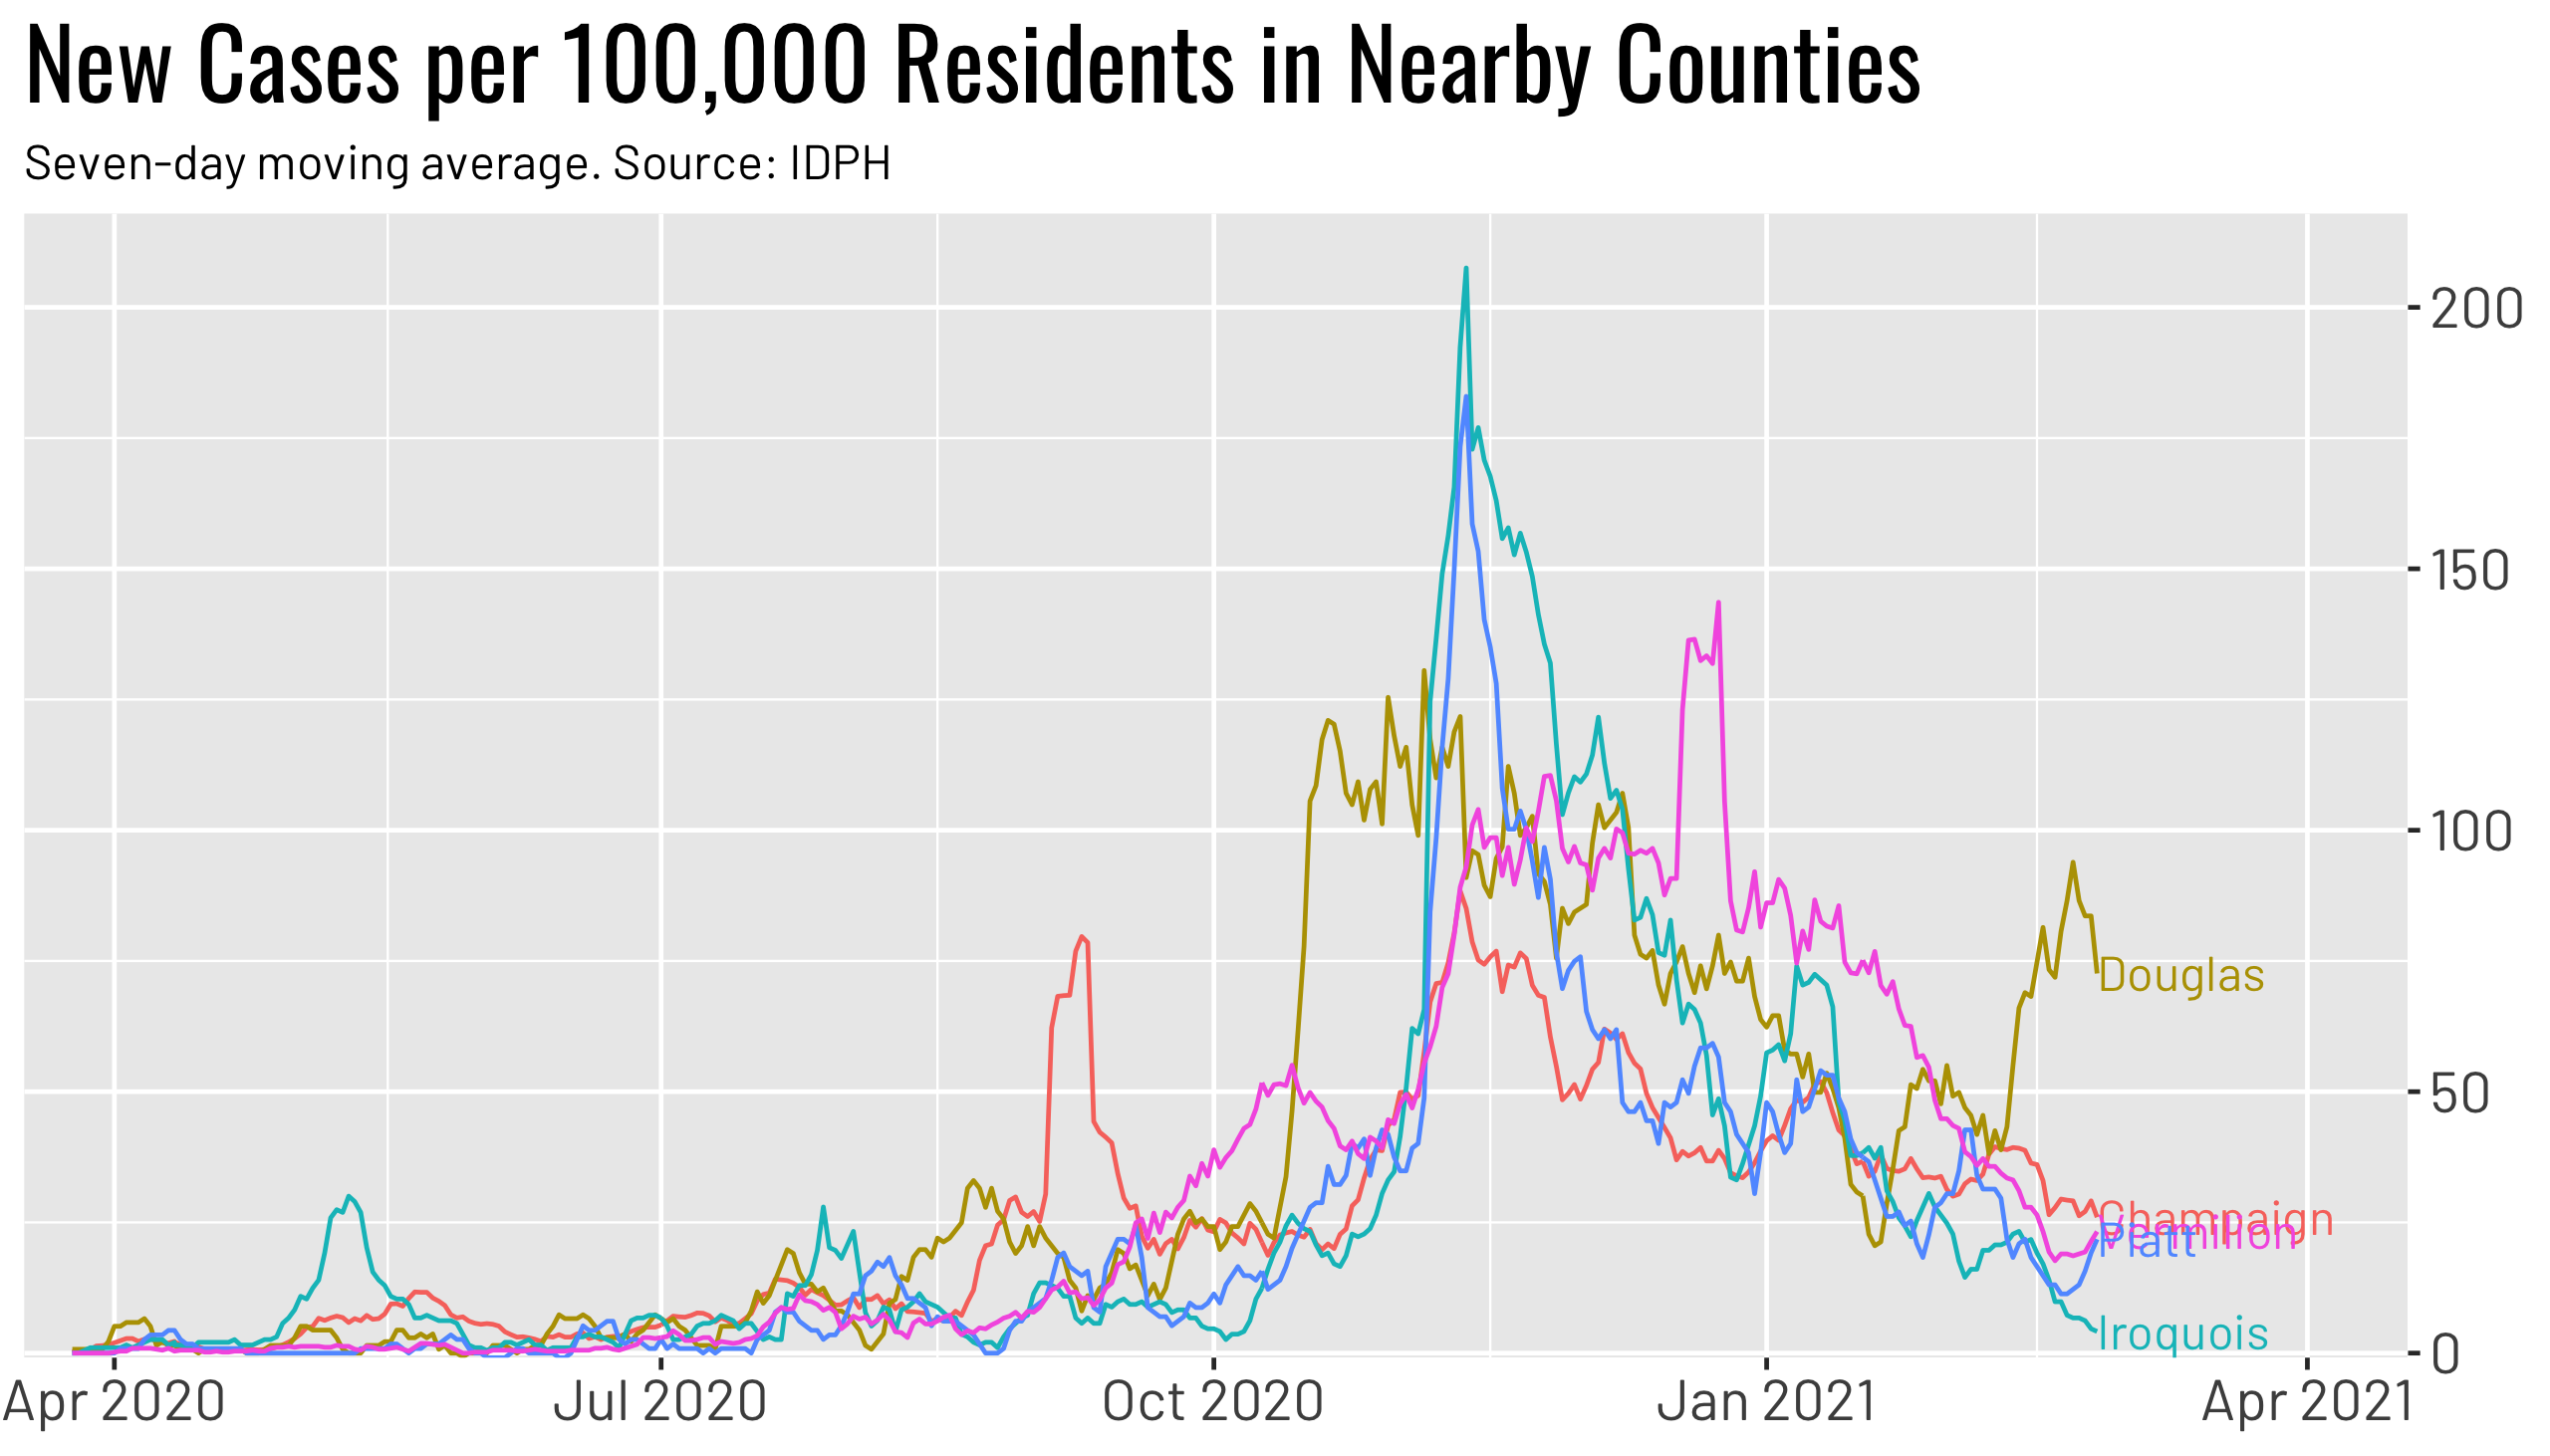 New Cases per 100,000 Residents in Nearby Counties
Seven-day moving average. Source: IDPH
200
150
100
Douglas
50
Champaign
Vermilion
Piatt
Iroquois
0
Apr 2020
Jul 2020
Oct 2020
Jan 2021
Apr 2021